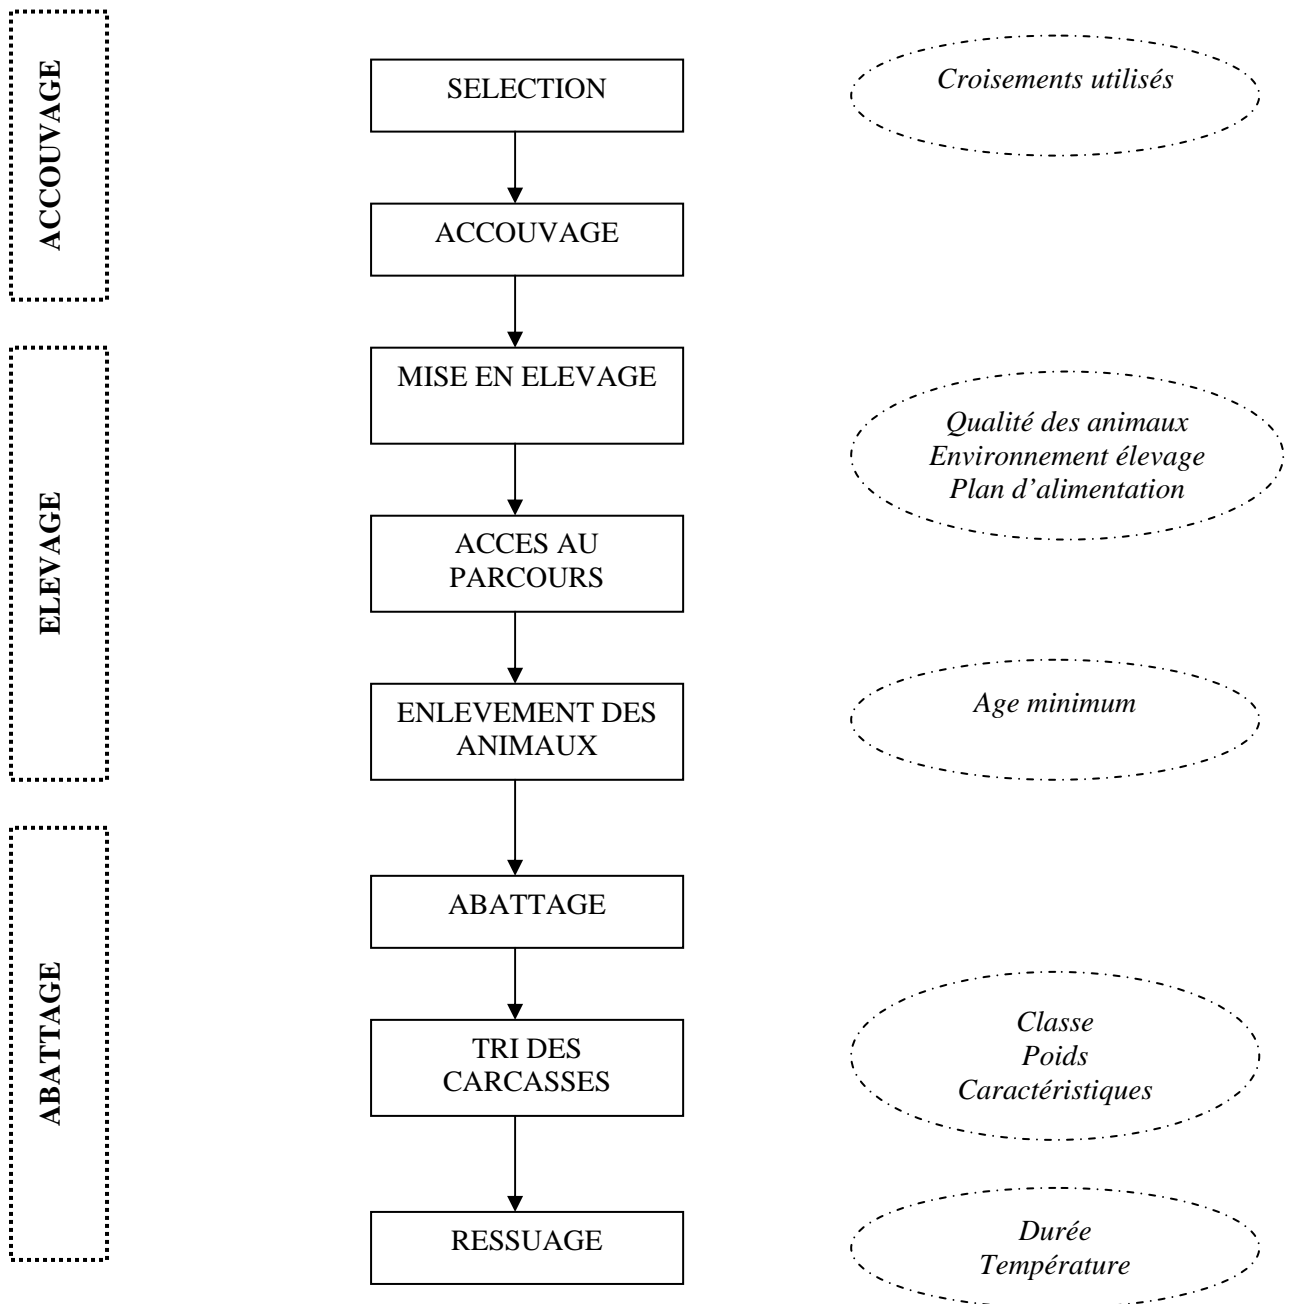 ACCOUVAGE
SELECTION
Croisements utilisés
ACCOUVAGE
ELEVAGE
MISE EN ELEVAGE
Qualité des animaux
Environnement élevage
Plan d'alimentation
ACCES AU
PARCOURS
ENLEVEMENT DES
ANIMAUX
Age minimum
ABATTAGE
ABATTAGE
TRI DES
CARCASSES
Classe
Poids
Caractéristiques
RESSUAGE
Durée
Température